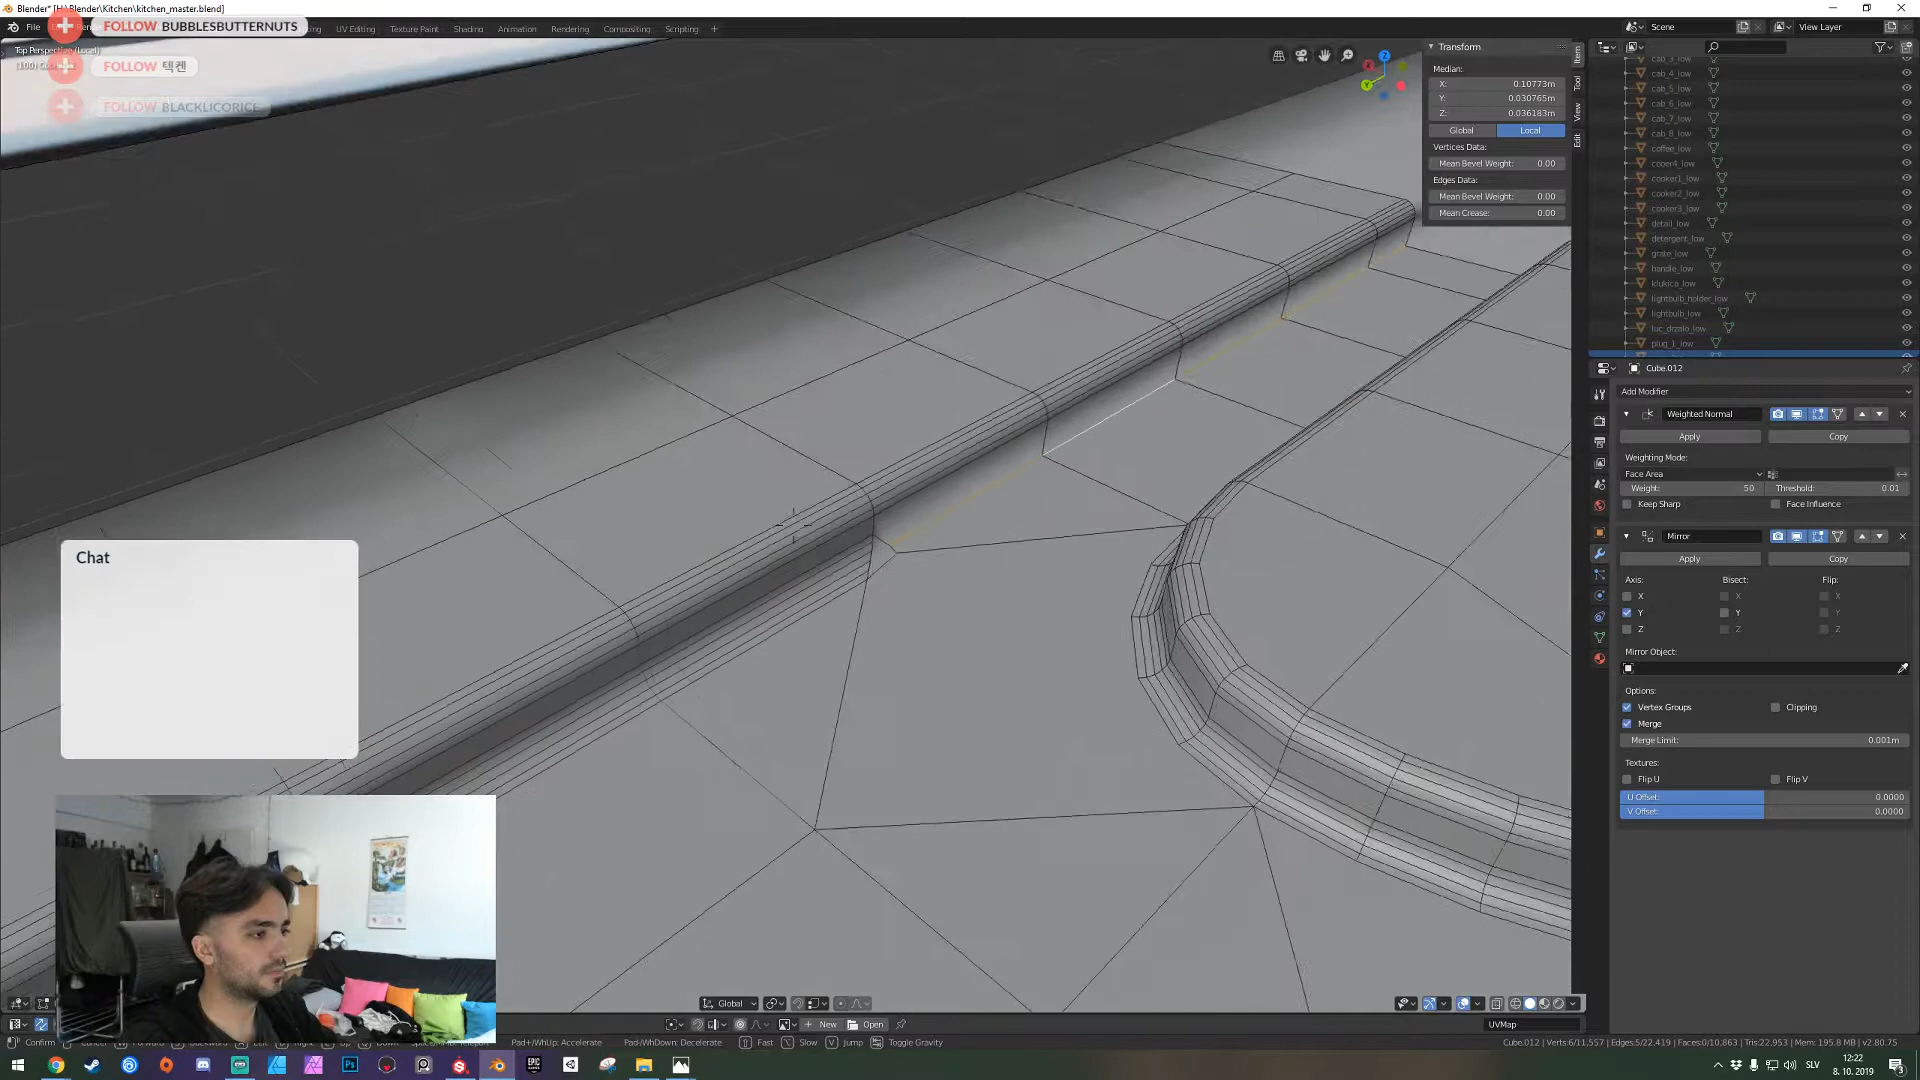 Blender* [H:\Blender\Kitchen\kitchen_master.blend]
File
UV Editing
Texture Paint
Shading
Animation
Rendering
Compositing
Scripting
Scene
View Layer
FOLLOW BUBBLESBUTTERNUTS
FOLLOW 텍켄
FOLLOW BLACKLICORICE
Top Perspective (Local)
Transform
Median:
X: 0.10773m
Y: 0.030765m
Z: 0.036183m
Global Local
Vertices Data:
Mean Bevel Weight: 0.00
Edges Data:
Mean Bevel Weight: 0.00
Mean Crease: 0.00
Item
Tool
View
Edit
cab_3_low
cab_4_low
cab_5_low
cab_6_low
cab_7_low
cab_8_low
coffee_low
cooer4_low
cooker1_low
cooker2_low
cooker3_low
detail_low
detergent_low
grate_low
handle_low
klukica_low
lightbulb_holder_low
lightbulb_low
luc_drzalo_low
plug_1_low
Cube.012
Add Modifier
Weighted Normal
Apply Copy
Weighting Mode:
Face Area
Weight: 50 Threshold: 0.01
Keep Sharp Face Influence
Mirror
Apply Copy
Axis: Bisect: Flip:
X X X
Y Y Y
Z Z Z
Mirror Object:
Options:
Vertex Groups Clipping
Merge
Merge Limit: 0.001m
Textures:
Flip U Flip V
U Offset: 0.0000
V Offset: 0.0000
Chat
Global
New Open
UVMap
Confirm
Pad+/WhUp: Accelerate Pad/WhDown: Decelerate Fast Slow Jump Toggle Gravity
Cube.012 | Verts:6/11,557 | Edges:5/22,419 | Faces:0/10,863 | Tris:22,953 | Mem: 195.8 MB | v2.80.75
SLV
12:22
8. 10. 2019